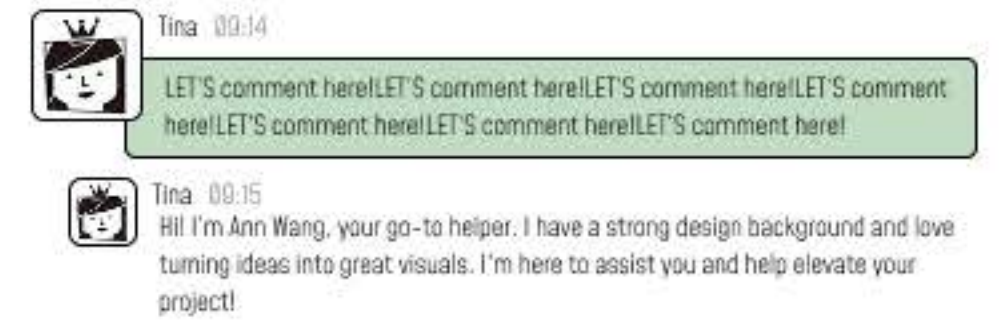 Tina 09:14
LET'S comment here!LET'S comment here!LET'S comment here!LET'S comment
here!LET'S comment here!LET'S comment here!LET'S comment here!
Tina 09:15
Hi! I'm Ann Wang, your go-to helper. I have a strong design background and love
turning ideas into great visuals. I'm here to assist you and help elevate your
project!